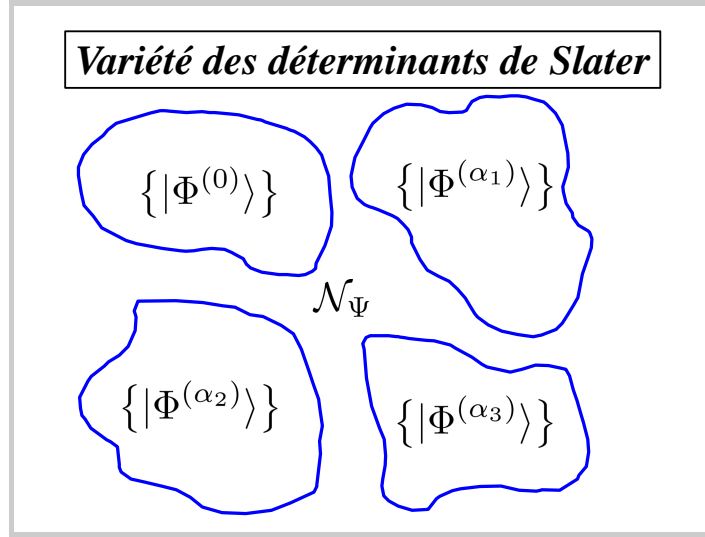 Variété des déterminants de Slater
{|Φ^(0)⟩} {|Φ^(α₁)⟩}
𝒩_Ψ
{|Φ^(α₂)⟩} {|Φ^(α₃)⟩}